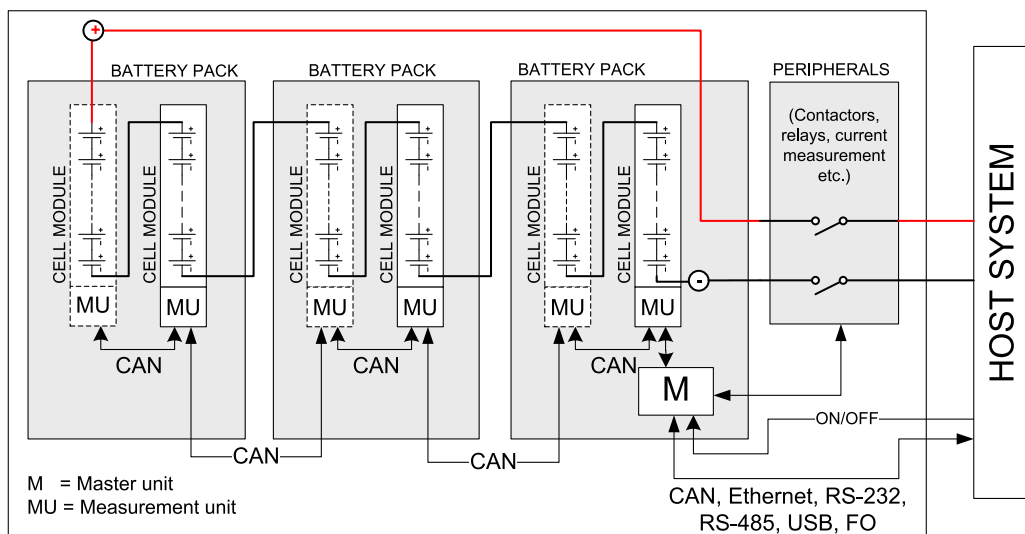 +
BATTERY PACK
BATTERY PACK
BATTERY PACK
PERIPHERALS
(Contactors,
relays, current
measurement
etc.)
CELL MODULE
+
+
+
+
CELL MODULE
+
+
+
+
CELL MODULE
+
+
+
+
CELL MODULE
+
+
+
+
CELL MODULE
+
+
+
+
CELL MODULE
+
+
+
+
-
HOST SYSTEM
MU
MU
MU
MU
MU
MU
CAN
CAN
CAN
M
ON/OFF
CAN
CAN
M = Master unit
MU = Measurement unit
CAN, Ethernet, RS-232,
RS-485, USB, FO